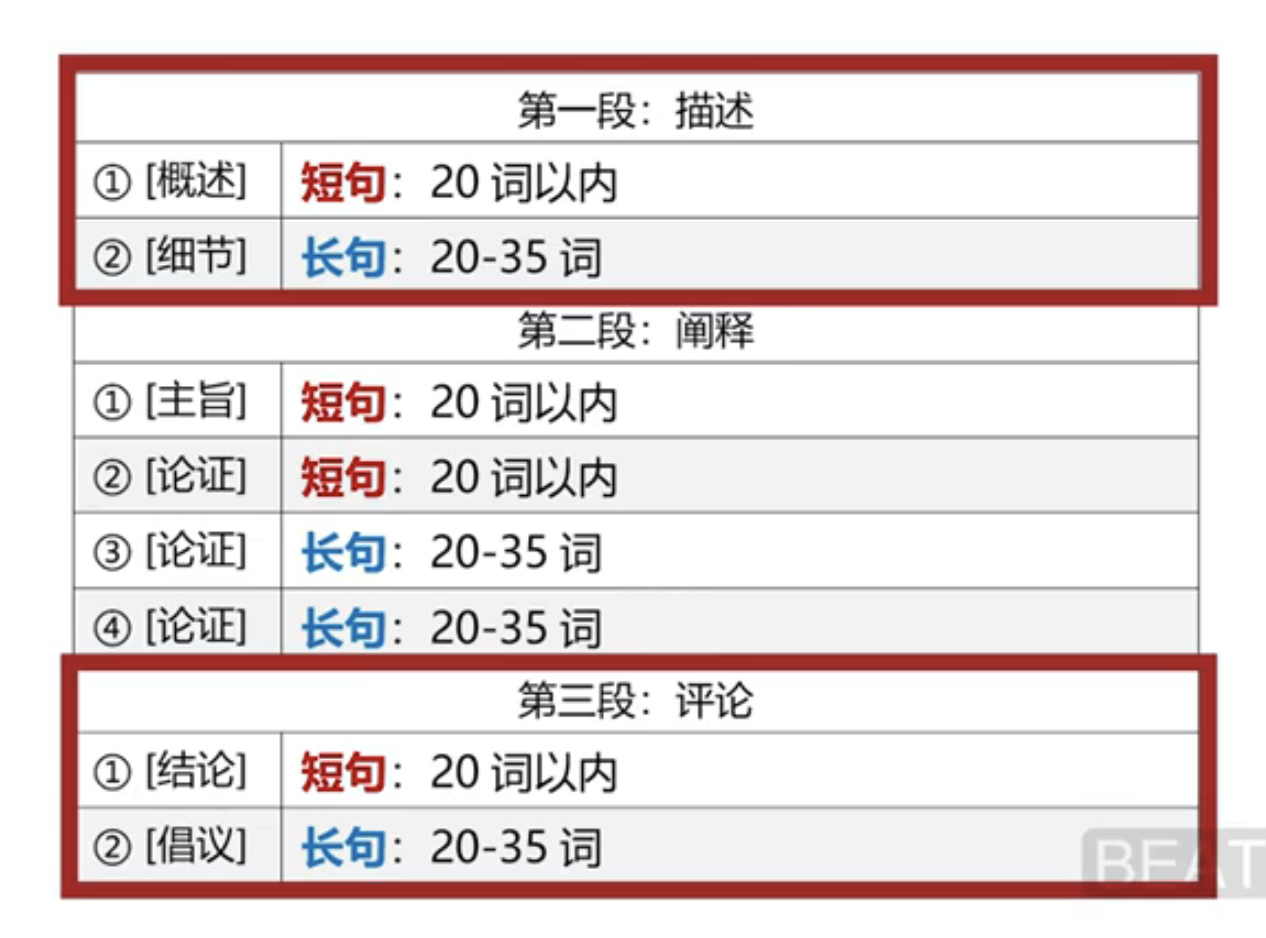 第一段：描述
① [概述] 短句：20 词以内
② [细节] 长句：20-35 词
第二段：阐释
① [主旨] 短句：20 词以内
② [论证] 短句：20 词以内
③ [论证] 长句：20-35 词
④ [论证] 长句：20-35 词
第三段：评论
① [结论] 短句：20 词以内
② [倡议] 长句：20-35 词
BEAT